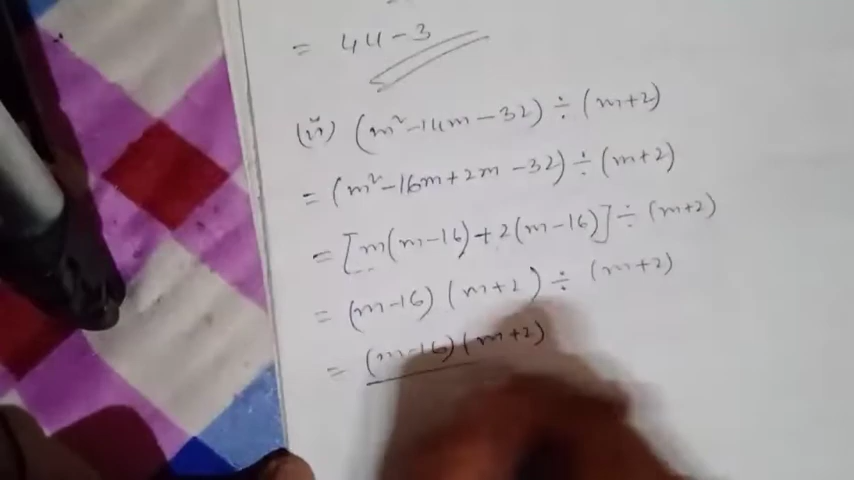 = 44-3
(ii) (m²-14m-32) ÷ (m+2)
= (m²-16m+2m-32) ÷ (m+2)
= [m(m-16)+2(m-16)] ÷ (m+2)
= (m-16) (m+2) ÷ (m+2)
= (m-16)(m+2)